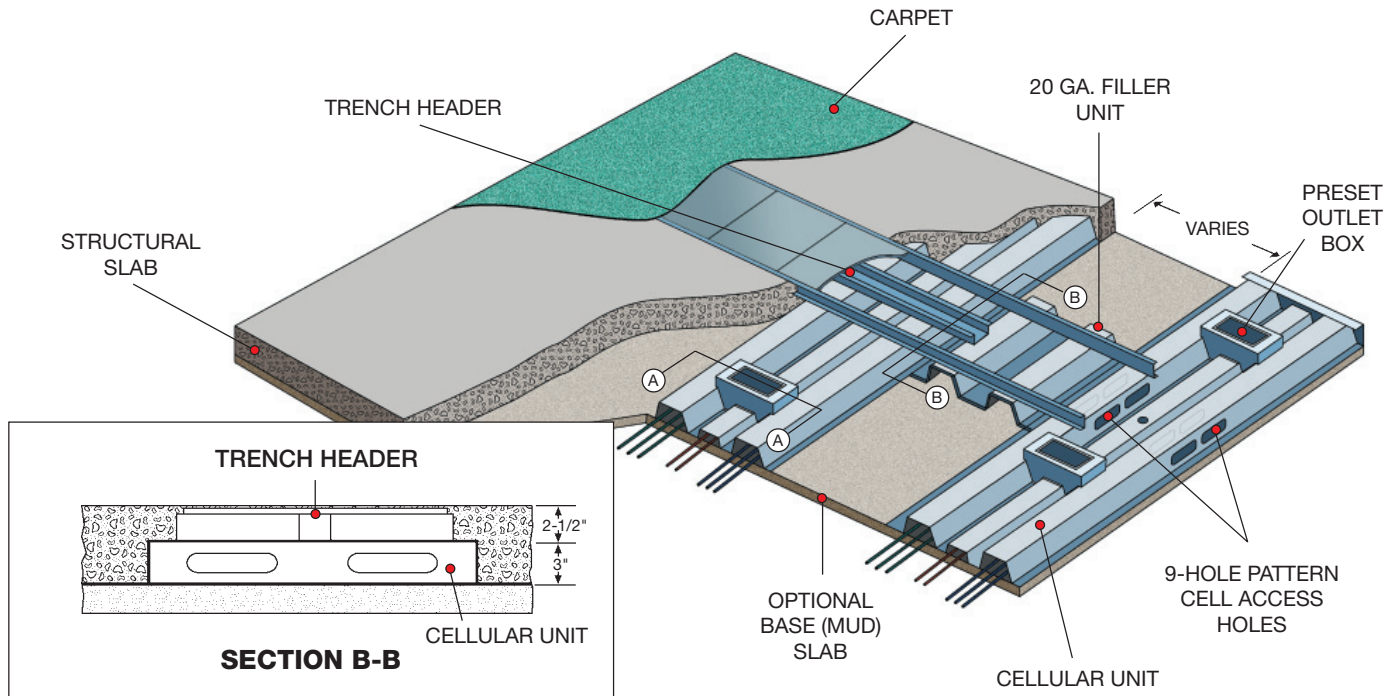 CARPET
TRENCH HEADER
20 GA. FILLER
UNIT
PRESET
OUTLET
BOX
VARIES
STRUCTURAL
SLAB
B
A
B
A
TRENCH HEADER
2-1/2"
3"
CELLULAR UNIT
SECTION B-B
OPTIONAL
BASE (MUD)
SLAB
9-HOLE PATTERN
CELL ACCESS
HOLES
CELLULAR UNIT